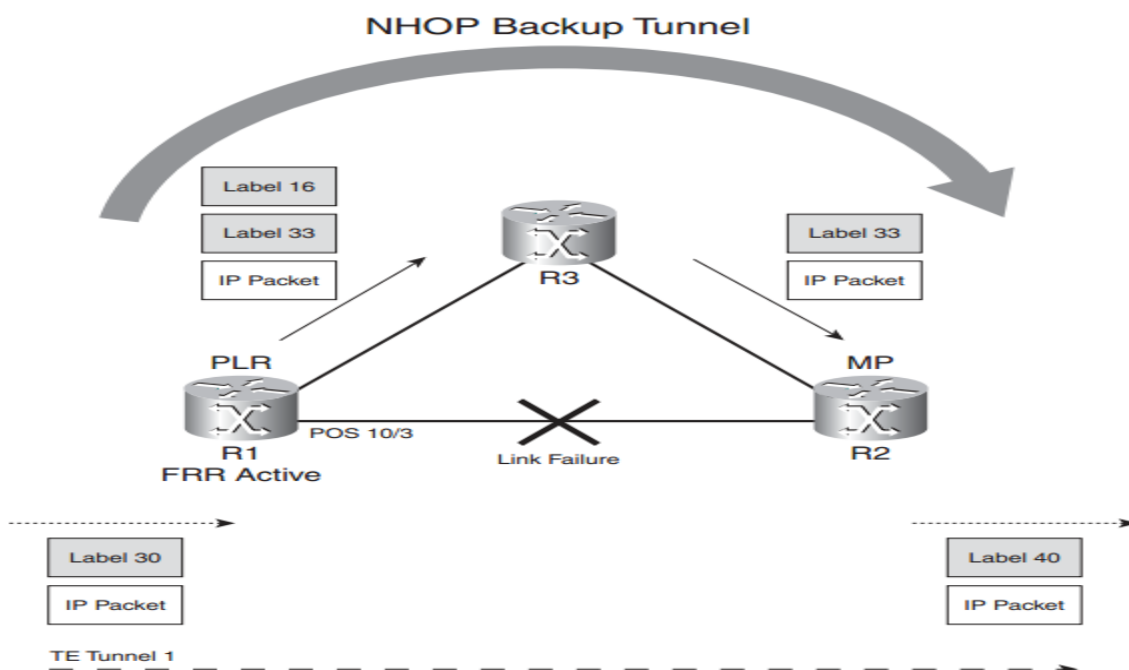 NHOP Backup Tunnel
Label 16
Label 33
IP Packet
R3
Label 33
IP Packet
PLR
MP
POS 10/3
R1
FRR Active
Link Failure
R2
Label 30
IP Packet
Label 40
IP Packet
TE Tunnel 1